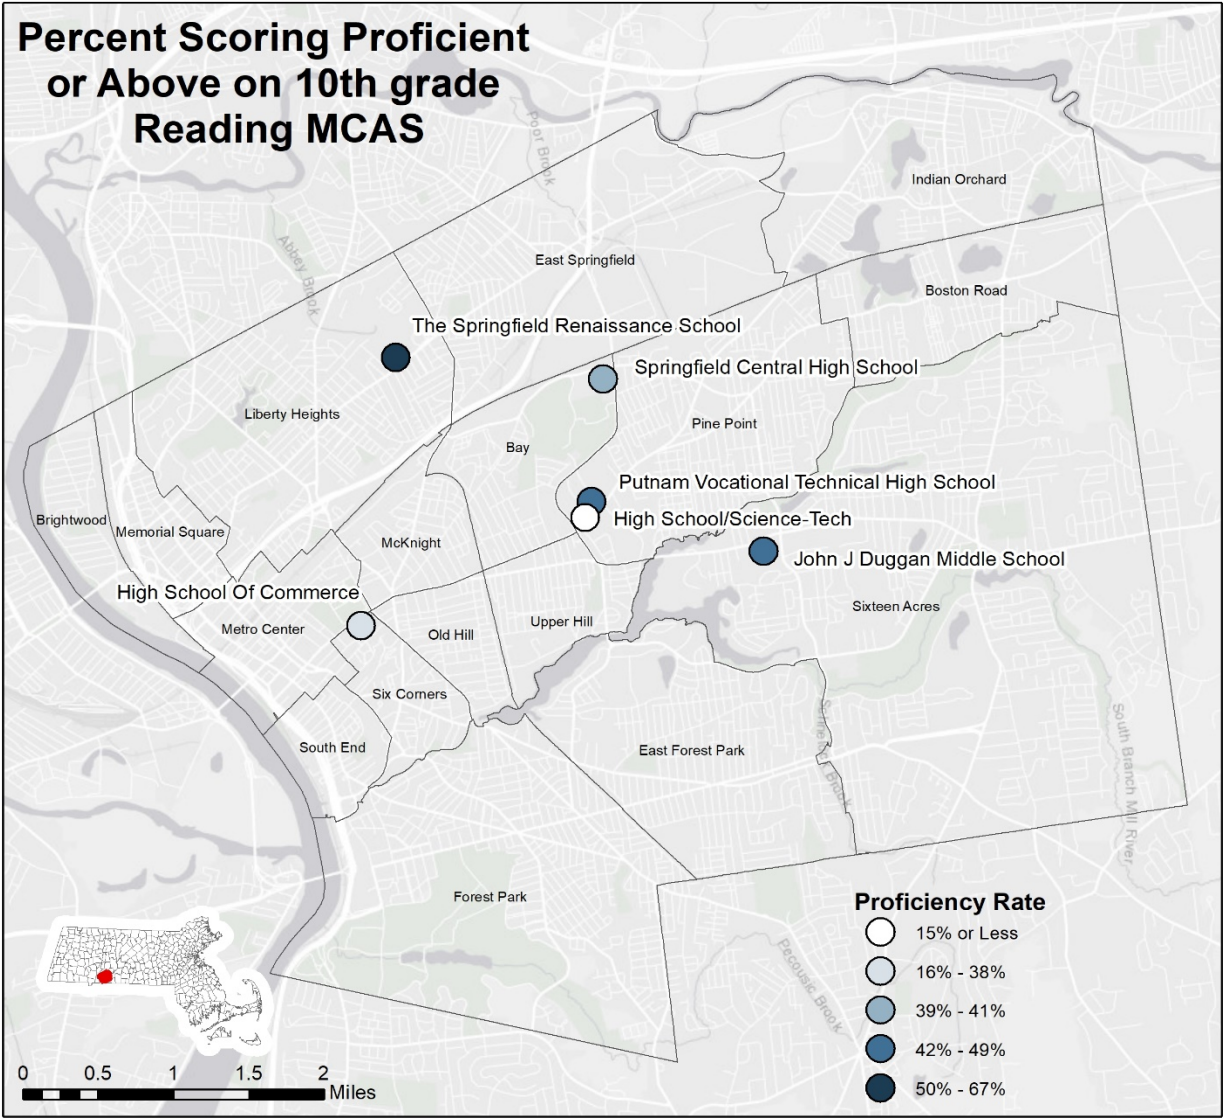 Percent Scoring Proficient
or Above on 10th grade
Reading MCAS
Poor Brook
Indian Orchard
Abbey Brook
East Springfield
Boston Road
The Springfield Renaissance School
Springfield Central High School
Liberty Heights
Pine Point
Bay
Putnam Vocational Technical High School
Brightwood
Memorial Square
High School/Science-Tech
McKnight
John J Duggan Middle School
High School Of Commerce
Sixteen Acres
Metro Center
Old Hill
Upper Hill
Six Corners
South End
East Forest Park
Brook
South Branch Mill River
Forest Park
Pecousic Brook
Proficiency Rate
15% or Less
16% - 38%
39% - 41%
42% - 49%
50% - 67%
0 0.5 1 1.5 2
Miles